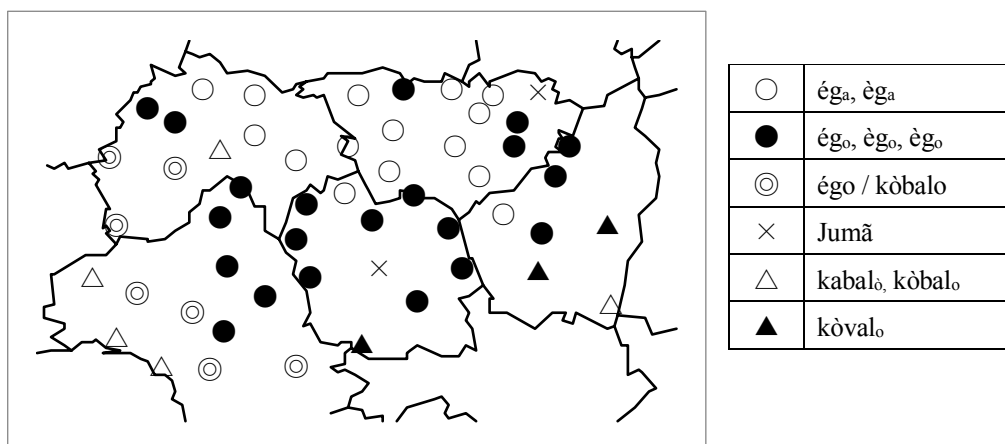 égₐ, ègₐ
égₒ, ègₒ, ègₒ
égo / kòbalo
Jumã
kabalₒ̀, kòbalₒ
kòvalₒ